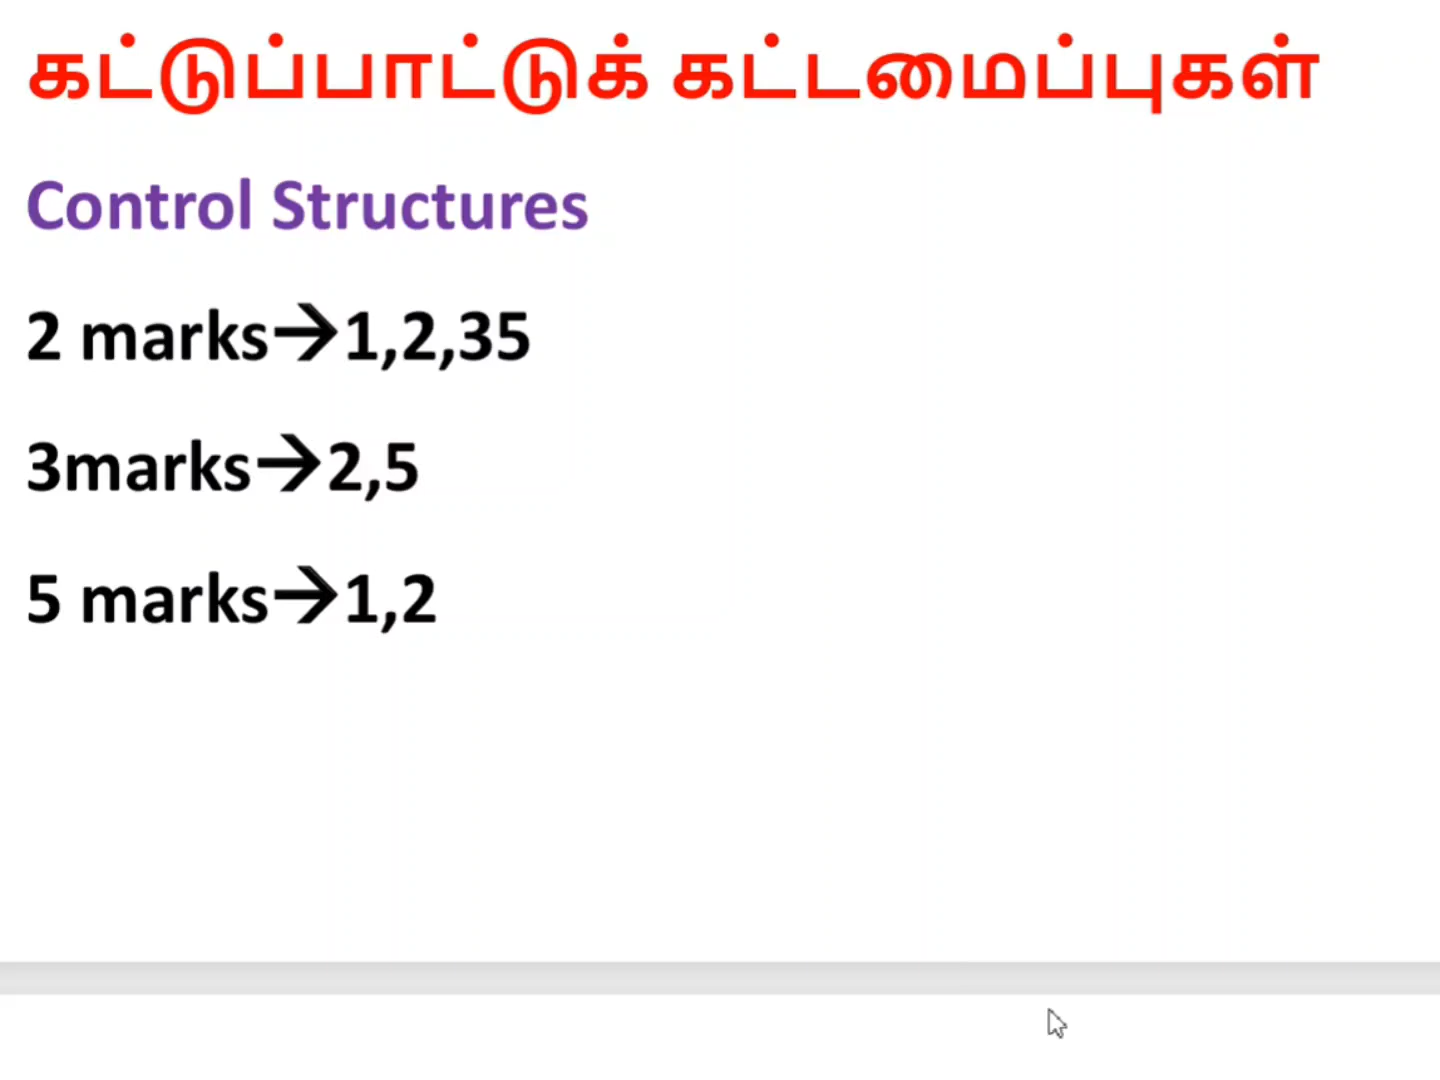 கட்டுப்பாட்டுக் கட்டமைப்புகள்
Control Structures
2 marks→1,2,35
3marks→2,5
5 marks→1,2